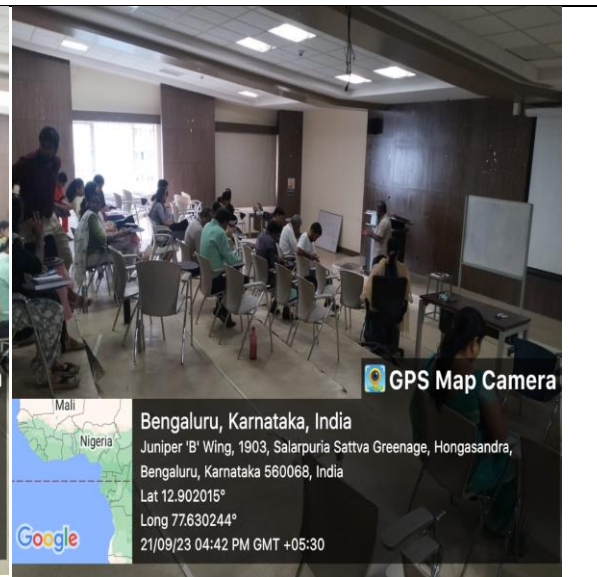 GPS Map Camera
Mali
Nigeria
Google
Bengaluru, Karnataka, India
Juniper 'B' Wing, 1903, Salarpuria Sattva Greenage, Hongasandra,
Bengaluru, Karnataka 560068, India
Lat 12.902015°
Long 77.630244°
21/09/23 04:42 PM GMT +05:30